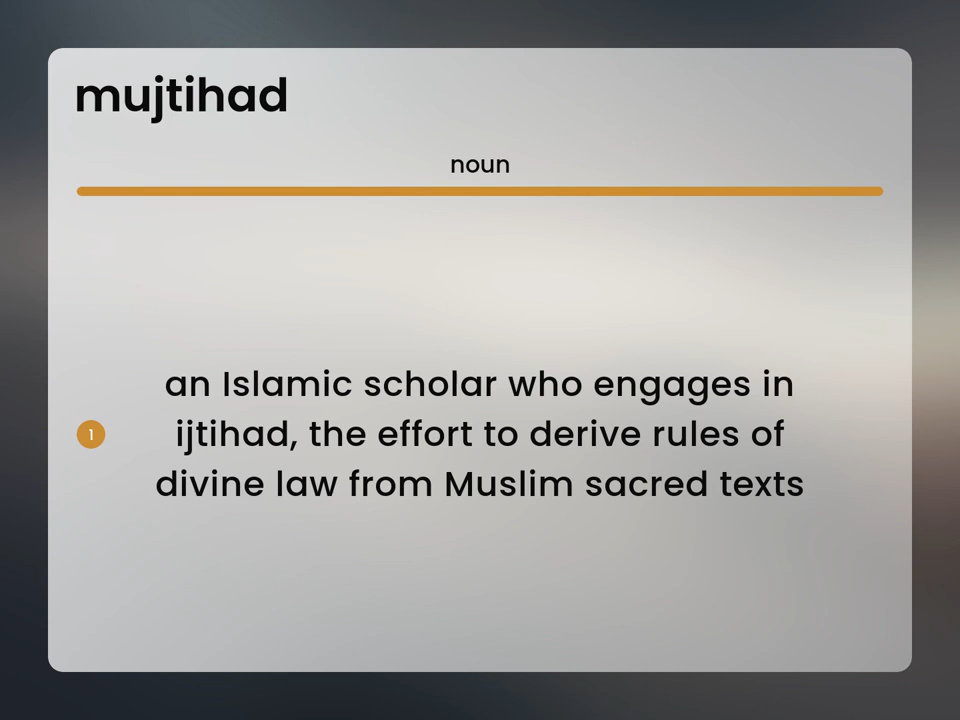 mujtihad
noun
an Islamic scholar who engages in
1 ijtihad, the effort to derive rules of
divine law from Muslim sacred texts